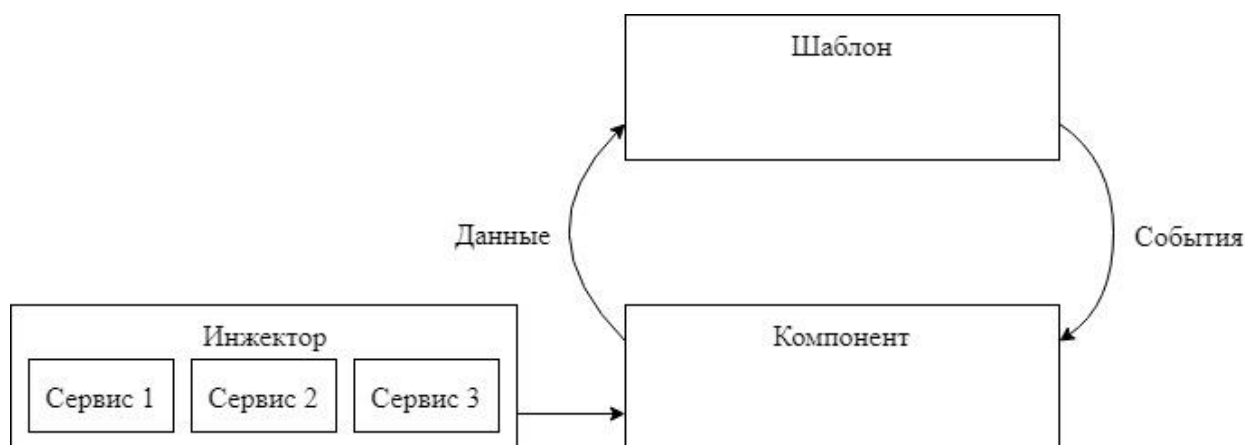 Шаблон
Данные
События
Инжектор
Компонент
Сервис 1
Сервис 2
Сервис 3